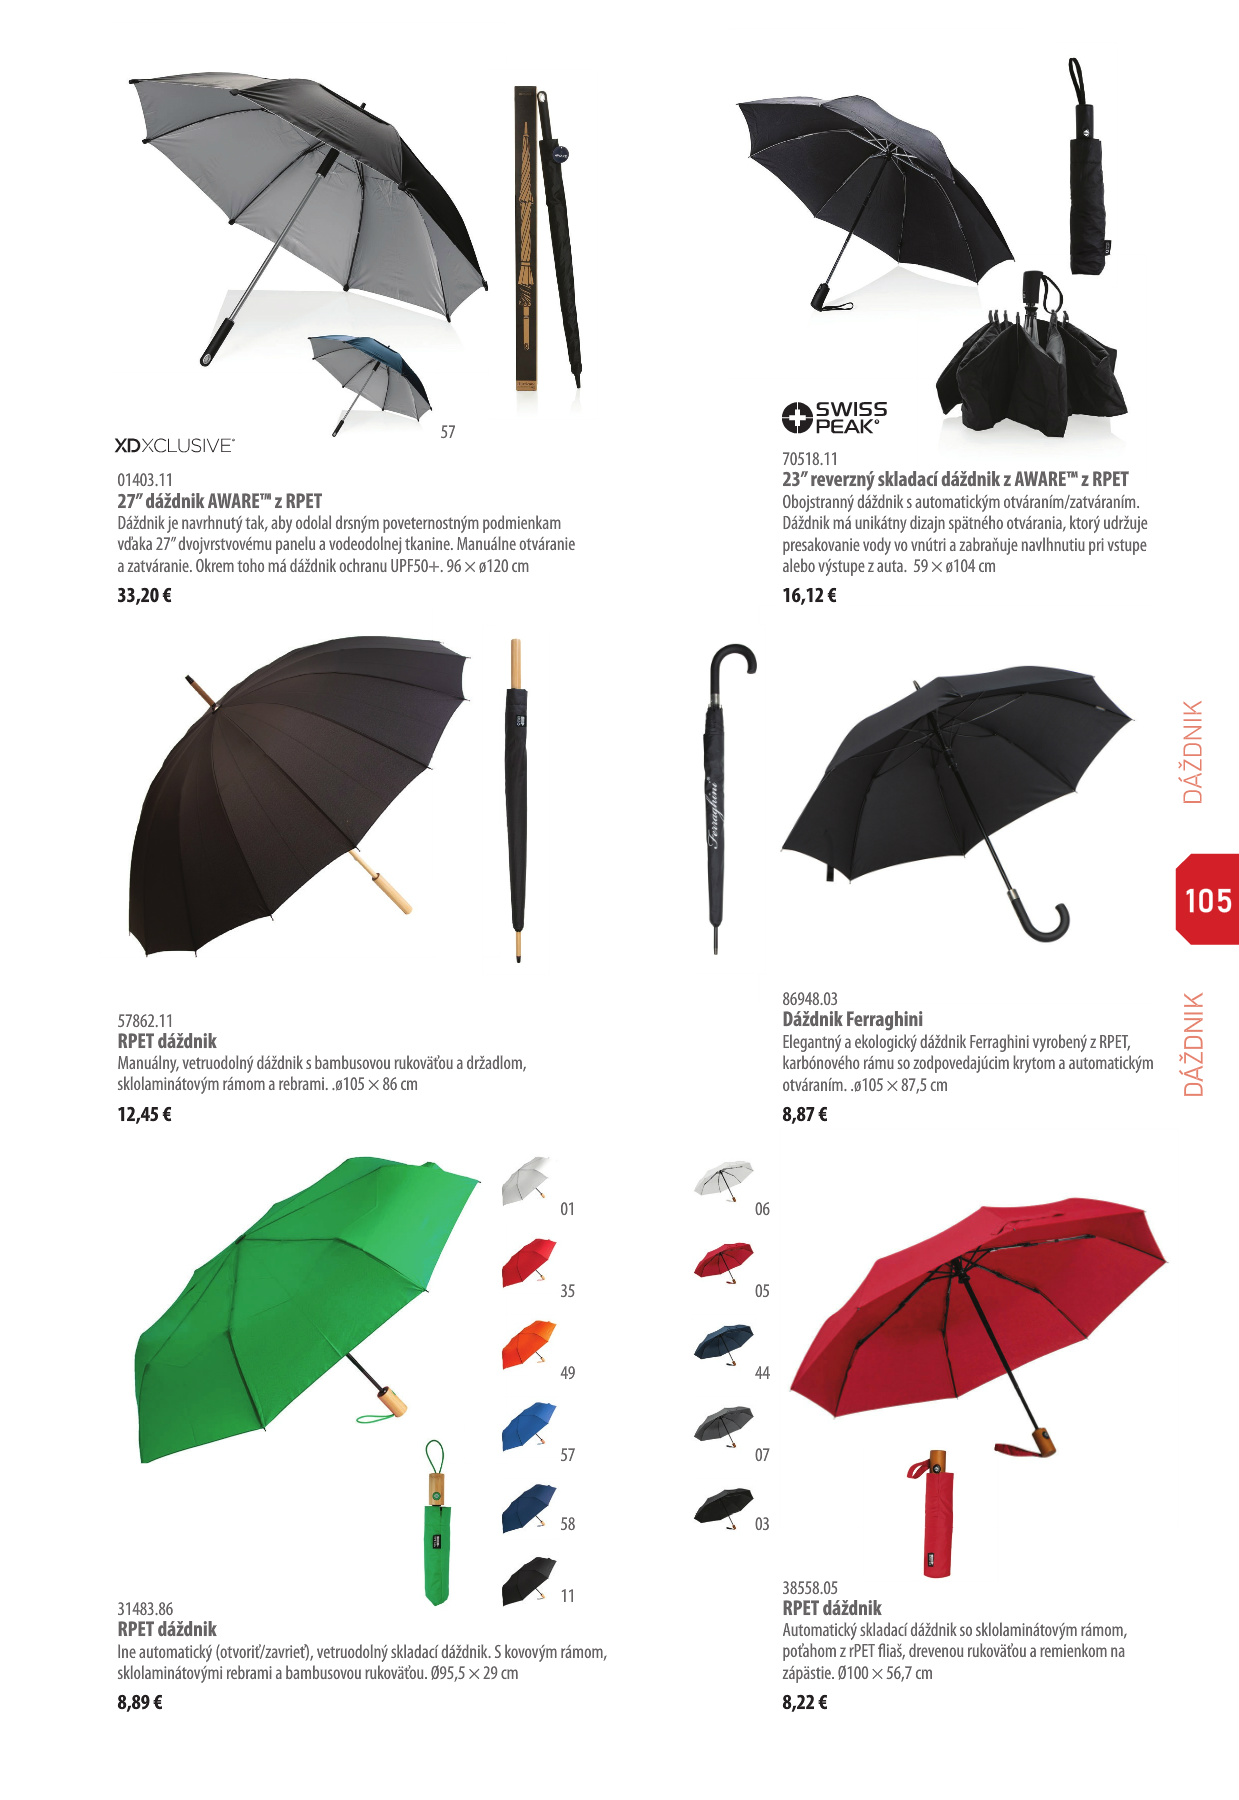 57
XDXCLUSIVE®
01403.11
27” dáždnik AWARE™ z RPET
Dáždnik je navrhnutý tak, aby odolal drsným poveternostným podmienkam
vďaka 27” dvojvrstvovému panelu a vodeodolnej tkanine. Manuálne otváranie
a zatváranie. Okrem toho má dáždnik ochranu UPF50+. 96 × ø120 cm
33,20 €
SWISS
PEAK®
70518.11
23” reverzný skladací dáždnik z AWARE™ z RPET
Obojstranný dáždnik s automatickým otváraním/zatváraním.
Dáždnik má unikátny dizajn spätného otvárania, ktorý udržuje
presakovanie vody vo vnútri a zabraňuje navlhnutiu pri vstupe
alebo výstupe z auta. 59 × ø104 cm
16,12 €
57862.11
RPET dáždnik
Manuálny, vetruodolný dáždnik s bambusovou rukoväťou a držadlom,
sklolaminátovým rámom a rebrami. .ø105 × 86 cm
12,45 €
Ferraghini
86948.03
Dáždnik Ferraghini
Elegantný a ekologický dáždnik Ferraghini vyrobený z RPET,
karbónového rámu so zodpovedajúcim krytom a automatickým
otváraním. .ø105 × 87,5 cm
8,87 €
DÁŽDNIK
105
DÁŽDNIK
01
35
49
57
58
11
31483.86
RPET dáždnik
Ine automatický (otvoriť/zavrieť), vetruodolný skladací dáždnik. S kovovým rámom,
sklolaminátovými rebrami a bambusovou rukoväťou. Ø95,5 × 29 cm
8,89 €
06
05
44
07
03
38558.05
RPET dáždnik
Automatický skladací dáždnik so sklolaminátovým rámom,
poťahom z rPET fliaš, drevenou rukoväťou a remienkom na
zápästie. Ø100 × 56,7 cm
8,22 €